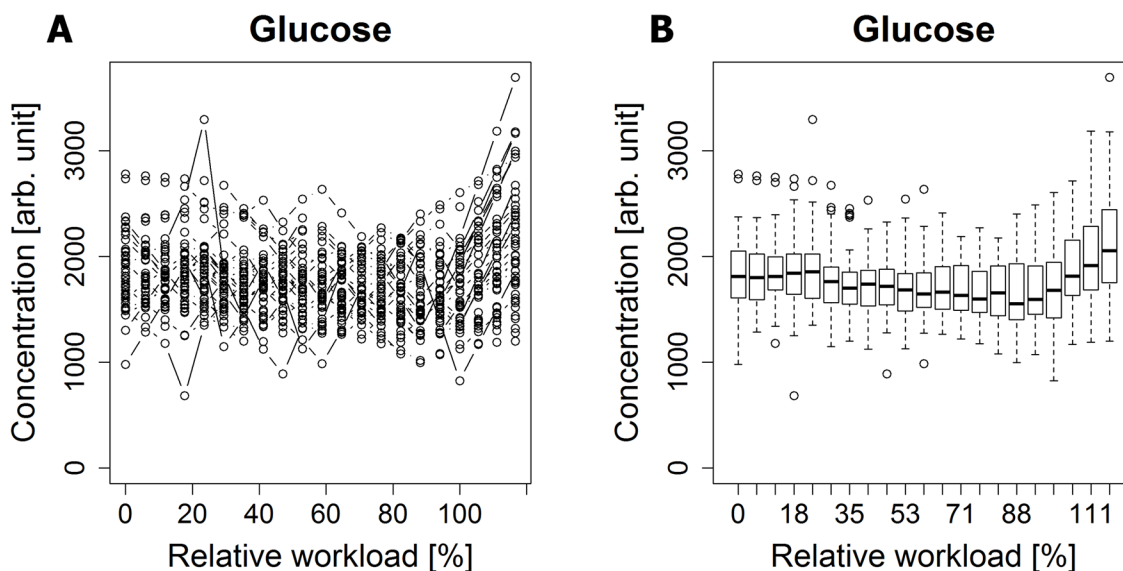 A
Glucose
Concentration [arb. unit]
3000
2000
1000
0
0 20 40 60 80 100
Relative workload [%]
B
Glucose
Concentration [arb. unit]
3000
2000
1000
0
0 18 35 53 71 88 111
Relative workload [%]